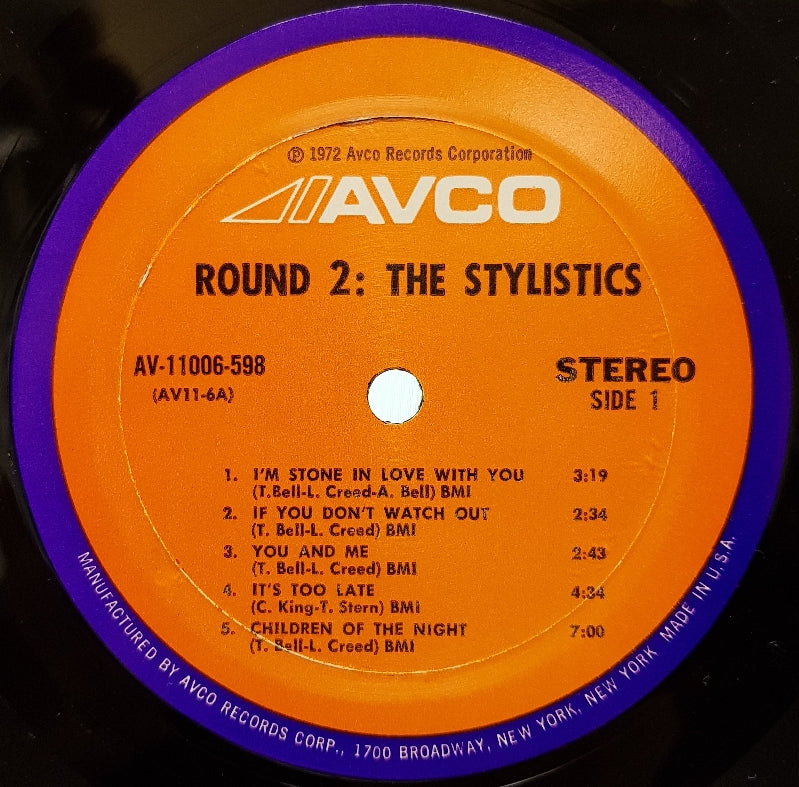 ℗ 1972 Avco Records Corporation
AVCO
ROUND 2: THE STYLISTICS
AV-11006-598
(AV11-6A)
STEREO
SIDE 1
1. I'M STONE IN LOVE WITH YOU 3:19
(T.Bell-L. Creed-A. Bell) BMI
2. IF YOU DON'T WATCH OUT 2:34
(T. Bell-L. Creed) BMI
3. YOU AND ME 2:43
(T. Bell-L. Creed) BMI
4. IT'S TOO LATE 4:34
(C. King-T. Stern) BMI
5. CHILDREN OF THE NIGHT 7:00
(T. Bell-L. Creed) BMI
MANUFACTURED BY AVCO RECORDS CORP., 1700 BROADWAY, NEW YORK, NEW YORK MADE IN U.S.A.